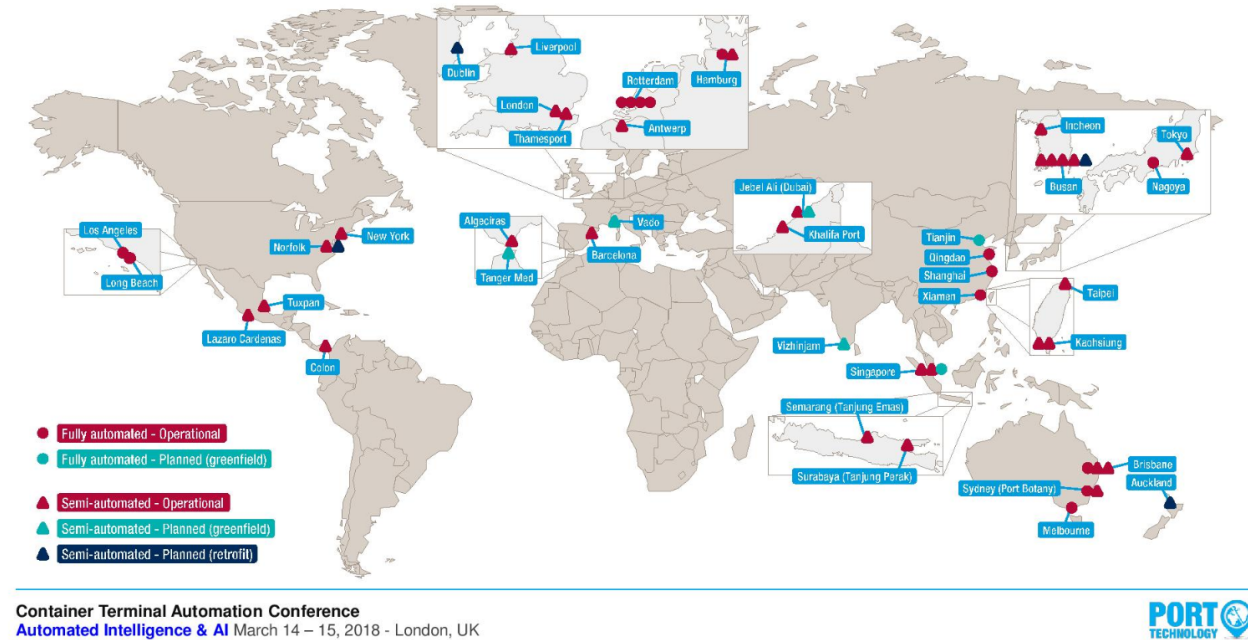 Dublin
Liverpool
London
Thamesport
Rotterdam
Hamburg
Antwerp
Incheon
Tokyo
Busan
Nagoya
Jebel Ali (Dubai)
Khalifa Port
Los Angeles
Long Beach
New York
Norfolk
Algeciras
Tanger Med
Vado
Barcelona
Tianjin
Qingdao
Shanghai
Xiamen
Tuxpan
Lazaro Cardenas
Colon
Taipei
Kaohsiung
Vizhinjam
Singapore
Semarang (Tanjung Emas)
Surabaya (Tanjung Perak)
Brisbane
Sydney (Port Botany)
Auckland
Melbourne
Fully automated - Operational
Fully automated - Planned (greenfield)
Semi-automated - Operational
Semi-automated - Planned (greenfield)
Semi-automated - Planned (retrofit)
Container Terminal Automation Conference
Automated Intelligence & AI March 14 – 15, 2018 - London, UK
PORT
TECHNOLOGY